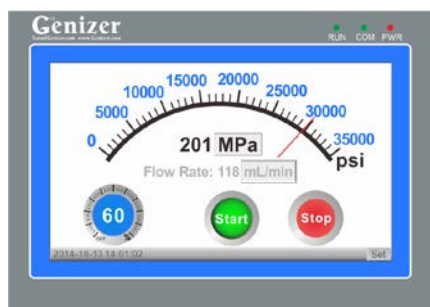 Genizer
RUN COM PWR
0 5000 10000 15000 20000 25000 30000 35000
psi
201 MPa
Flow Rate: 118 mL/min
60
Start
Stop
2014-10-13 14:01:02
Set